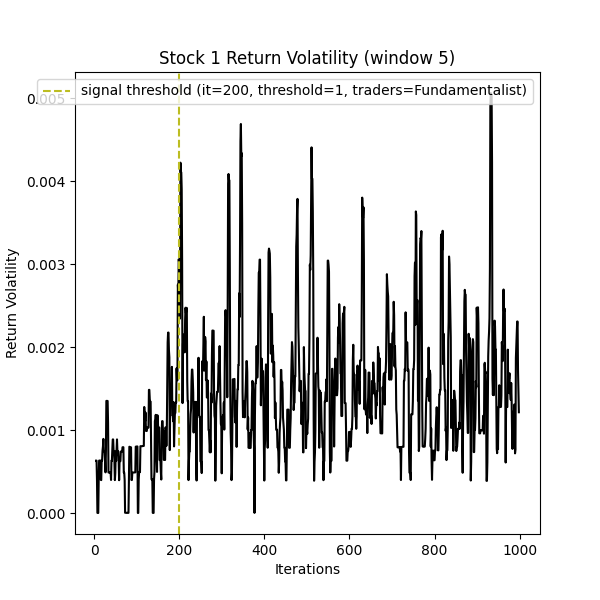 Stock 1 Return Volatility (window 5)
signal threshold (it=200, threshold=1, traders=Fundamentalist)
0.005
0.004
0.003
0.002
0.001
0.000
Return Volatility
0 200 400 600 800 1000
Iterations